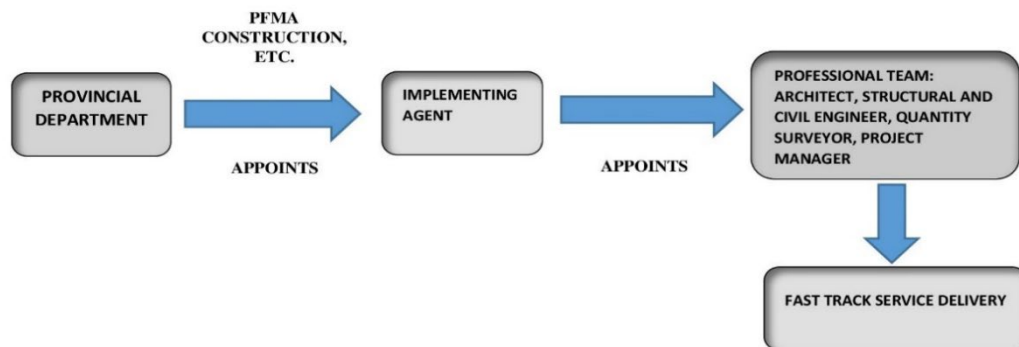 PFMA
CONSTRUCTION,
ETC.
PROVINCIAL
DEPARTMENT
APPOINTS
IMPLEMENTING
AGENT
APPOINTS
PROFESSIONAL TEAM:
ARCHITECT, STRUCTURAL AND
CIVIL ENGINEER, QUANTITY
SURVEYOR, PROJECT
MANAGER
FAST TRACK SERVICE DELIVERY